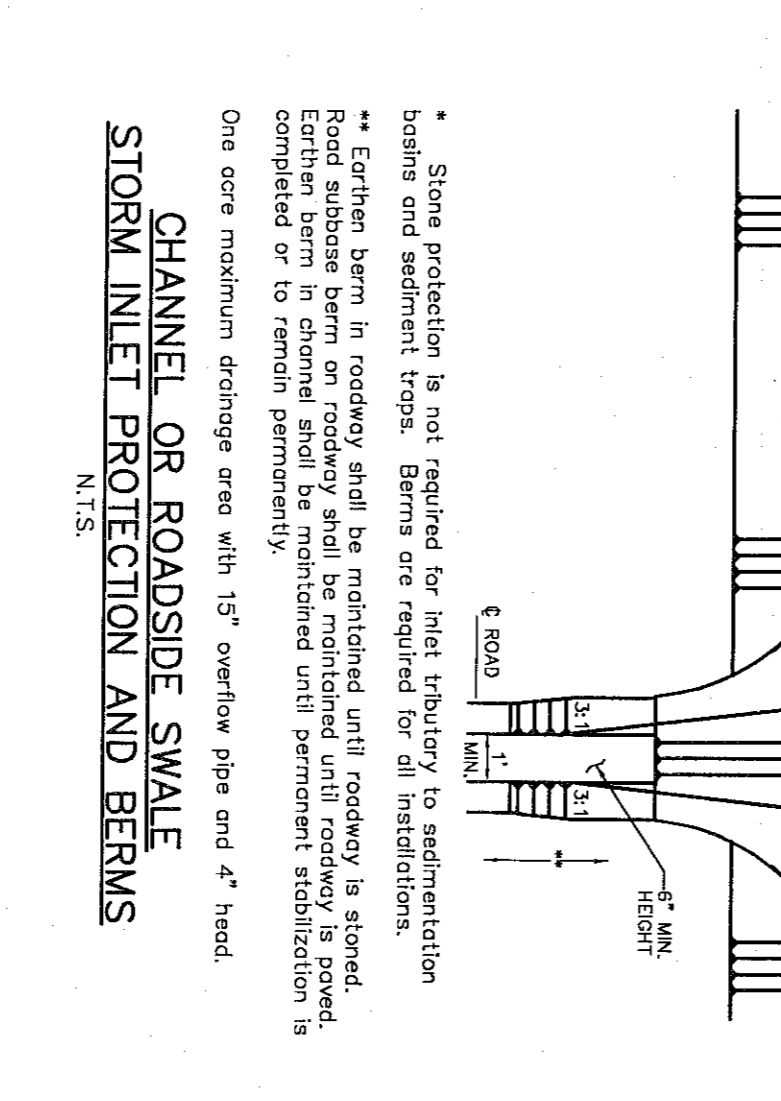 6" MIN.
HEIGHT
3:1
3:1
1'
MIN.
**
℄ ROAD
* Stone protection is not required for inlet tributary to sedimentation
basins and sediment traps. Berms are required for all installations.
** Earthen berm in roadway shall be maintained until roadway is stoned.
Road subbase berm on roadway shall be maintained until roadway is paved.
Earthen berm in channel shall be maintained until permanent stabilization is
completed or to remain permanently.
One acre maximum drainage area with 15" overflow pipe and 4" head.
CHANNEL OR ROADSIDE SWALE
STORM INLET PROTECTION AND BERMS
N.T.S.